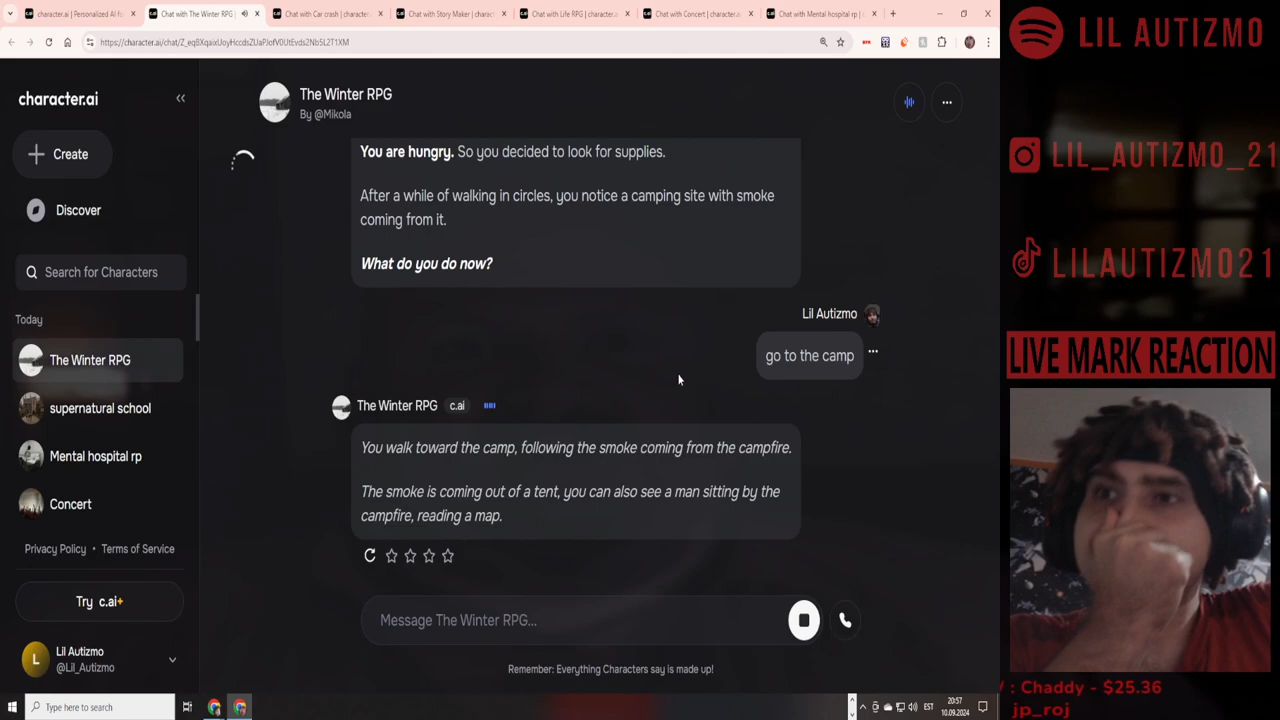 character.ai | Personalized AI fo
Chat with The Winter RPG |
Chat with Car crash | character
Chat with Story Maker | charact
Chat with Life RPG | character.a
Chat with Concert | character.ai
Chat with Mental hospital rp |
character.ai
The Winter RPG
By @Mikola
Create
Discover
Search for Characters
Today
The Winter RPG
supernatural school
Mental hospital rp
Concert
Privacy Policy • Terms of Service
Try c.ai+
L
Lil Autizmo
@Lil_Autizmo
You are hungry. So you decided to look for supplies.
After a while of walking in circles, you notice a camping site with smoke
coming from it.
What do you do now?
Lil Autizmo
go to the camp
The Winter RPG c.ai
You walk toward the camp, following the smoke coming from the campfire.
The smoke is coming out of a tent, you can also see a man sitting by the
campfire, reading a map.
Message The Winter RPG...
Remember: Everything Characters say is made up!
Type here to search
EST
20:57
10.09.2024
LIL AUTIZMO
LIL_AUTIZMO_21
LILAUTIZMO21
LIVE MARK REACTION
: Chaddy - $25.36
jp_roj